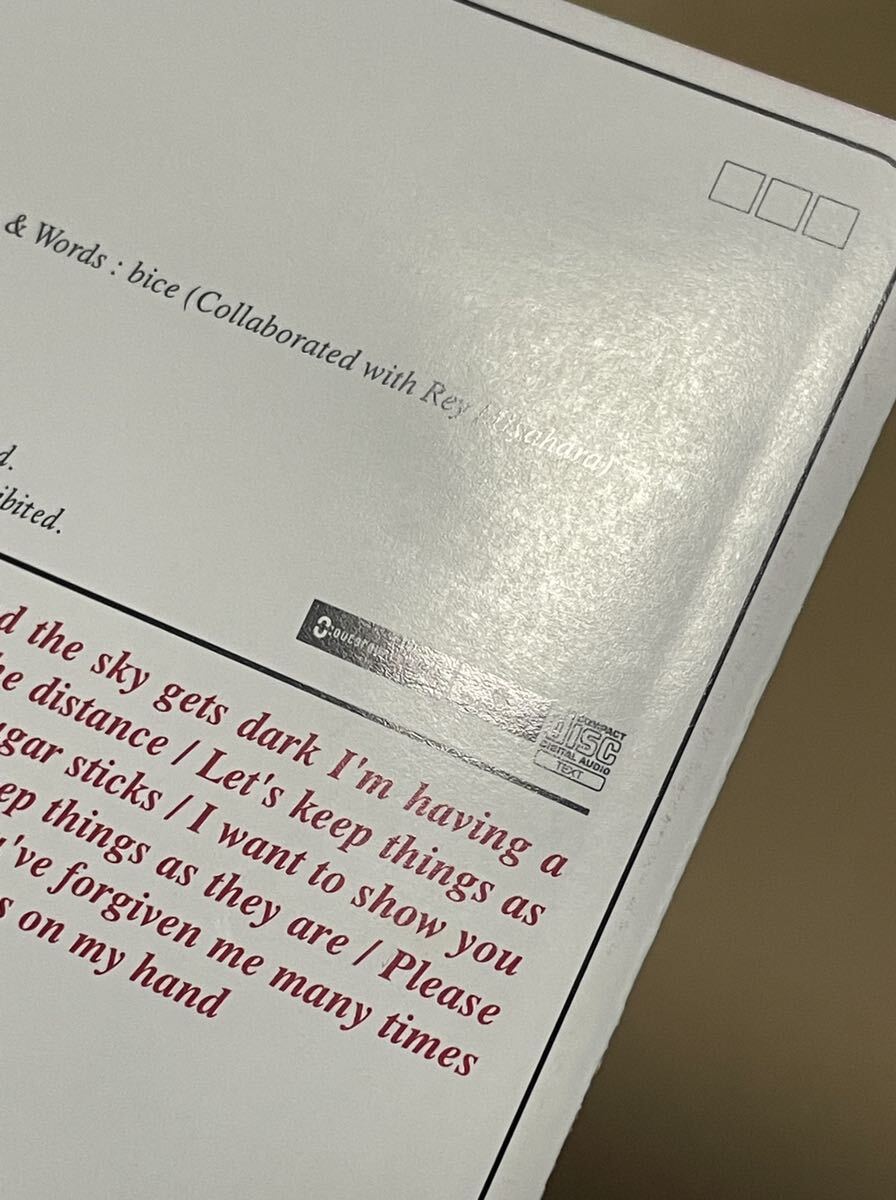 & Words : bice (Collaborated with Rey Hisahara)
d.
ibited.
COMPACT
disc
DIGITAL AUDIO
TEXT
d the sky gets dark I'm having a
he distance / Let's keep things as
gar sticks / I want to show you
ep things as they are / Please
u've forgiven me many times
s on my hand